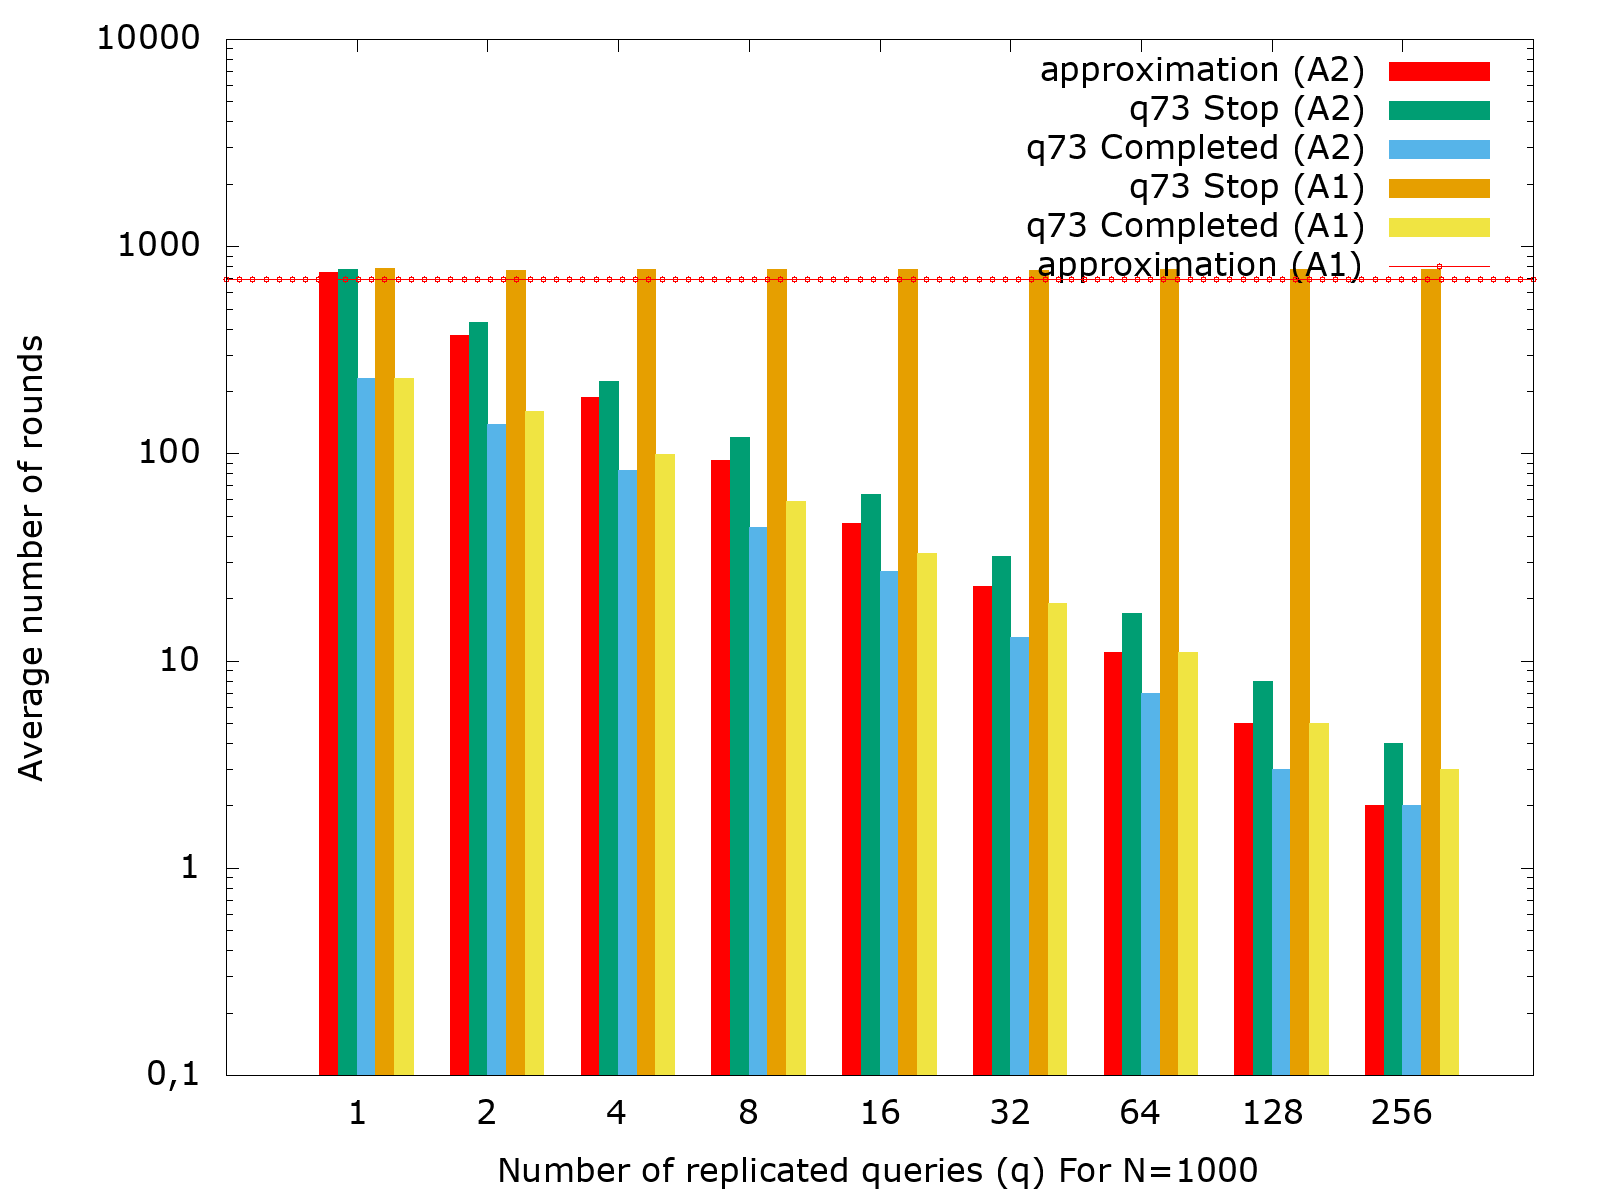 10000
1000
100
10
1
0,1
Average number of rounds
approximation (A2)
q73 Stop (A2)
q73 Completed (A2)
q73 Stop (A1)
q73 Completed (A1)
approximation (A1)
1 2 4 8 16 32 64 128 256
Number of replicated queries (q) For N=1000